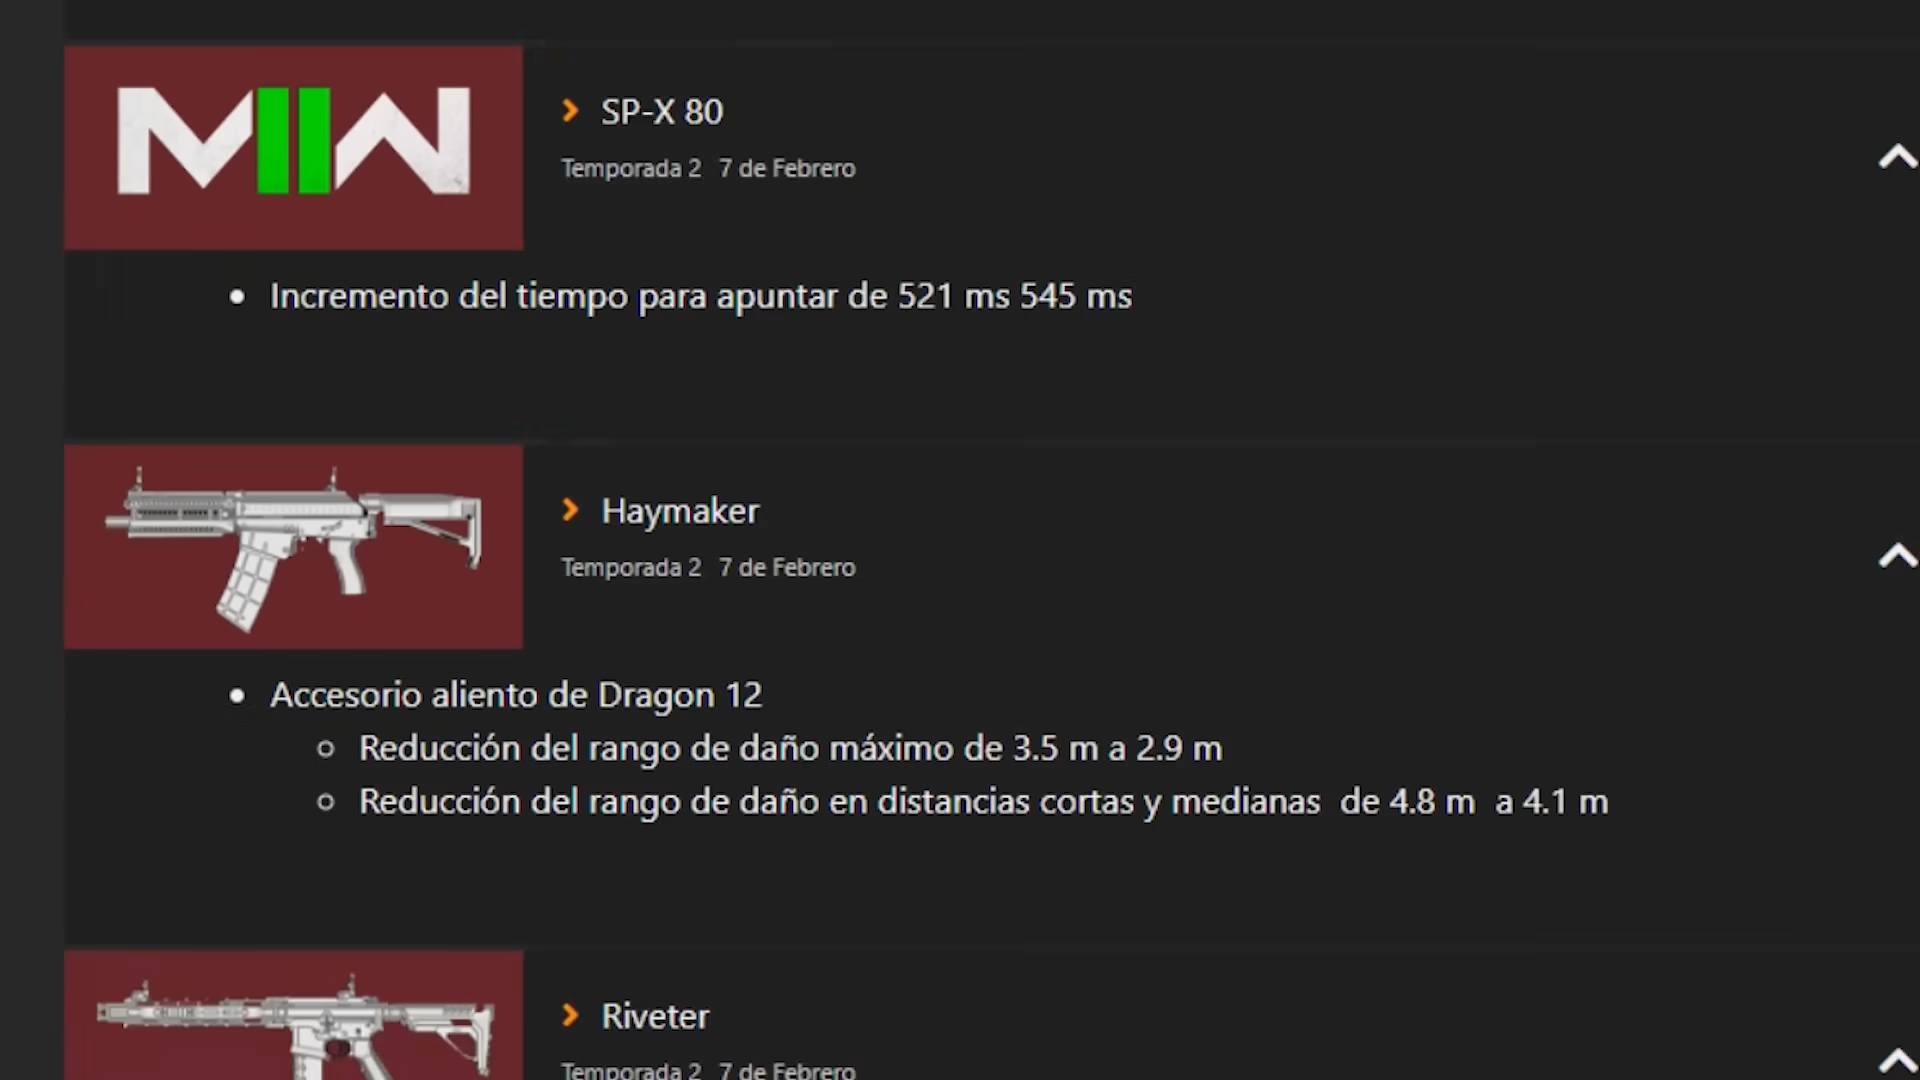 MIIW
SP-X 80
Temporada 2 7 de Febrero
Incremento del tiempo para apuntar de 521 ms 545 ms
Haymaker
Temporada 2 7 de Febrero
Accesorio aliento de Dragon 12
Reducción del rango de daño máximo de 3.5 m a 2.9 m
Reducción del rango de daño en distancias cortas y medianas de 4.8 m a 4.1 m
Riveter
Temporada 2 7 de Febrero